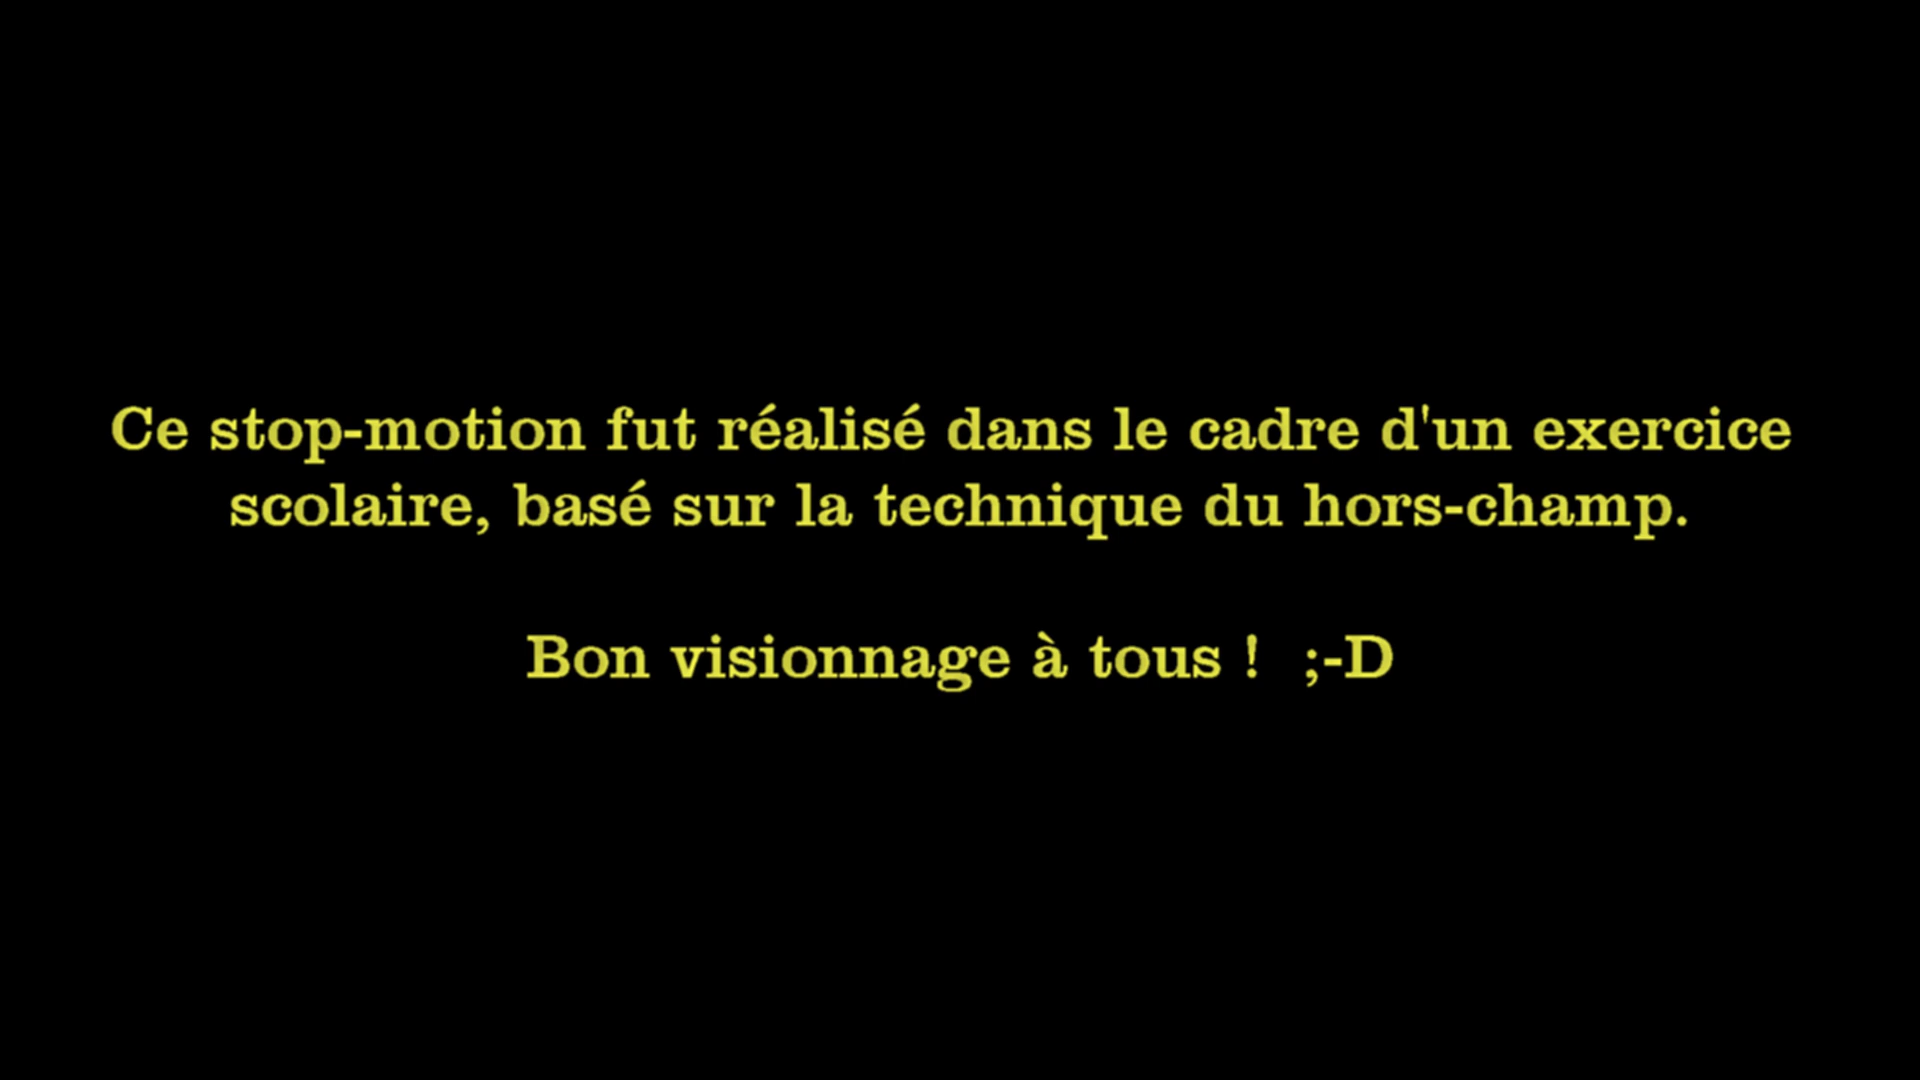 Ce stop-motion fut réalisé dans le cadre d'un exercice
scolaire, basé sur la technique du hors-champ.
Bon visionnage à tous !  ;-D